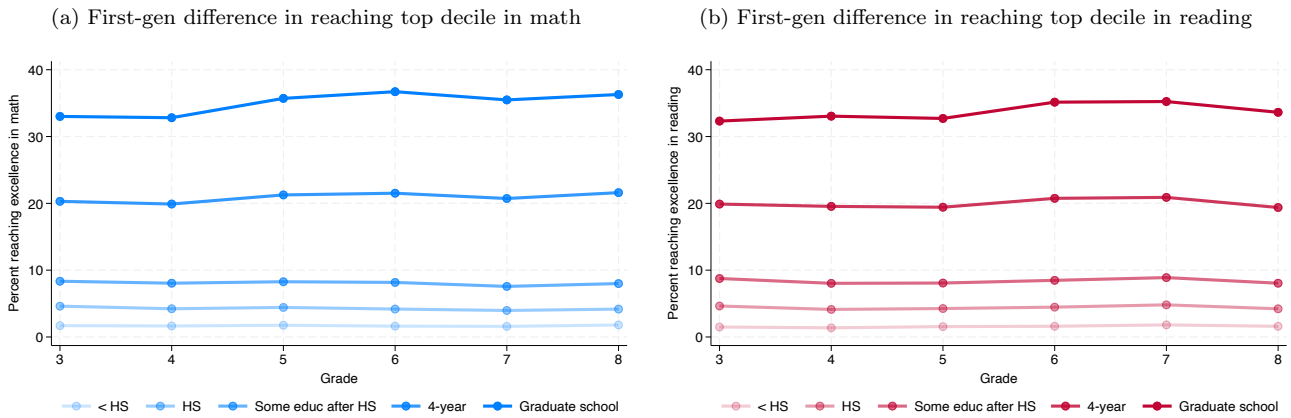 (a) First-gen difference in reaching top decile in math
Percent reaching excellence in math
40
30
20
10
0
3 4 5 6 7 8
Grade
< HS HS Some educ after HS 4-year Graduate school
(b) First-gen difference in reaching top decile in reading
Percent reaching excellence in reading
40
30
20
10
0
3 4 5 6 7 8
Grade
< HS HS Some educ after HS 4-year Graduate school